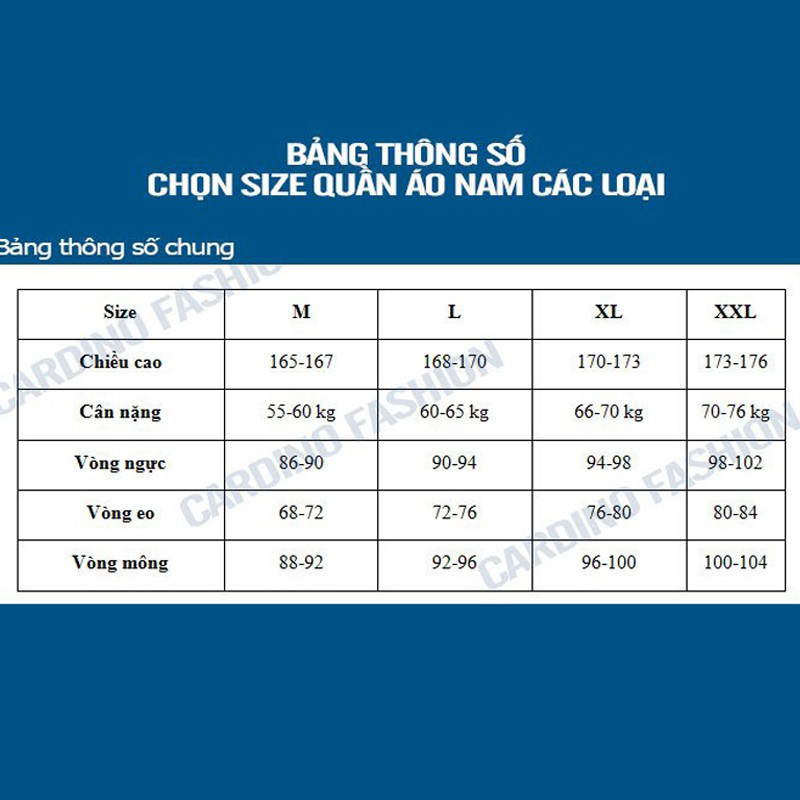 BẢNG THÔNG SỐ
CHỌN SIZE QUẦN ÁO NAM CÁC LOẠI
Bảng thông số chung
Size M L XL XXL
Chiều cao 165-167 168-170 170-173 173-176
Cân nặng 55-60 kg 60-65 kg 66-70 kg 70-76 kg
Vòng ngực 86-90 90-94 94-98 98-102
Vòng eo 68-72 72-76 76-80 80-84
Vòng mông 88-92 92-96 96-100 100-104
CARDINO FASHION
CARDINO FASHION
CARDINO FASHION